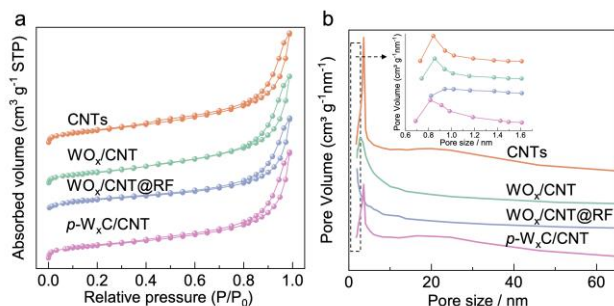 a
Absorbed volume (cm³ g⁻¹ STP)
CNTs
WOₓ/CNT
WOₓ/CNT@RF
p-WₓC/CNT
0.0 0.2 0.4 0.6 0.8 1.0
Relative pressure (P/P₀)
b
Pore Volume (cm³ g⁻¹nm⁻¹)
Pore Volume (cm³ g⁻¹nm⁻¹)
0.6 0.8 1.0 1.2 1.4 1.6
Pore size / nm
CNTs
WOₓ/CNT
WOₓ/CNT@RF
p-WₓC/CNT
0 20 40 60
Pore size / nm